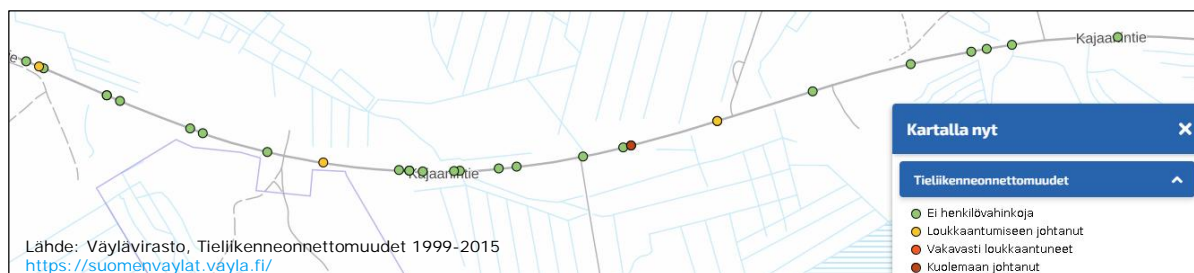 Kajaanintie
Kajaanintie
Kartalla nyt
Tieliikenneonnettomuudet
Ei henkilövahinkoja
Loukkaantumiseen johtanut
Vakavasti loukkaantuneet
Kuolemaan johtanut
Lähde: Väylävirasto, Tieliikenneonnettomuudet 1999-2015
https://suomenvaylat.vayla.fi/